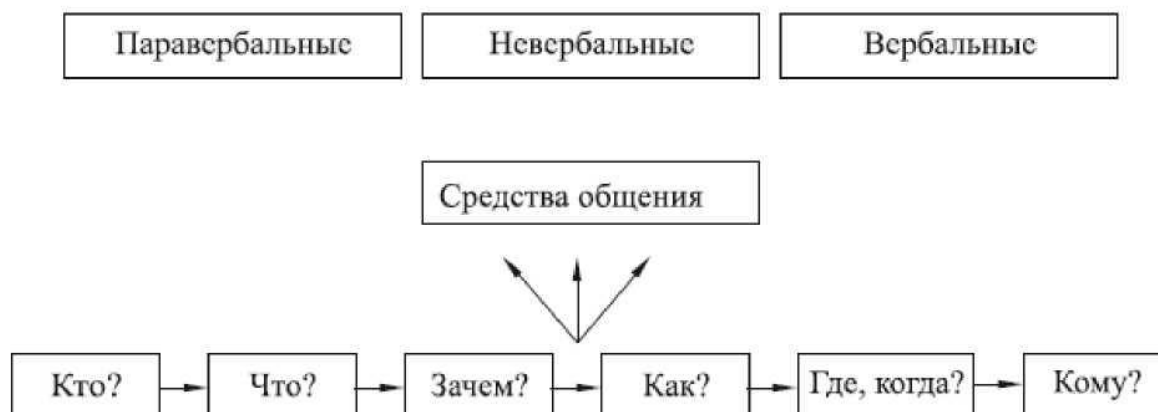 Паравербальные
Невербальные
Вербальные
Средства общения
Кто?
Что?
Зачем?
Как?
Где, когда?
Кому?